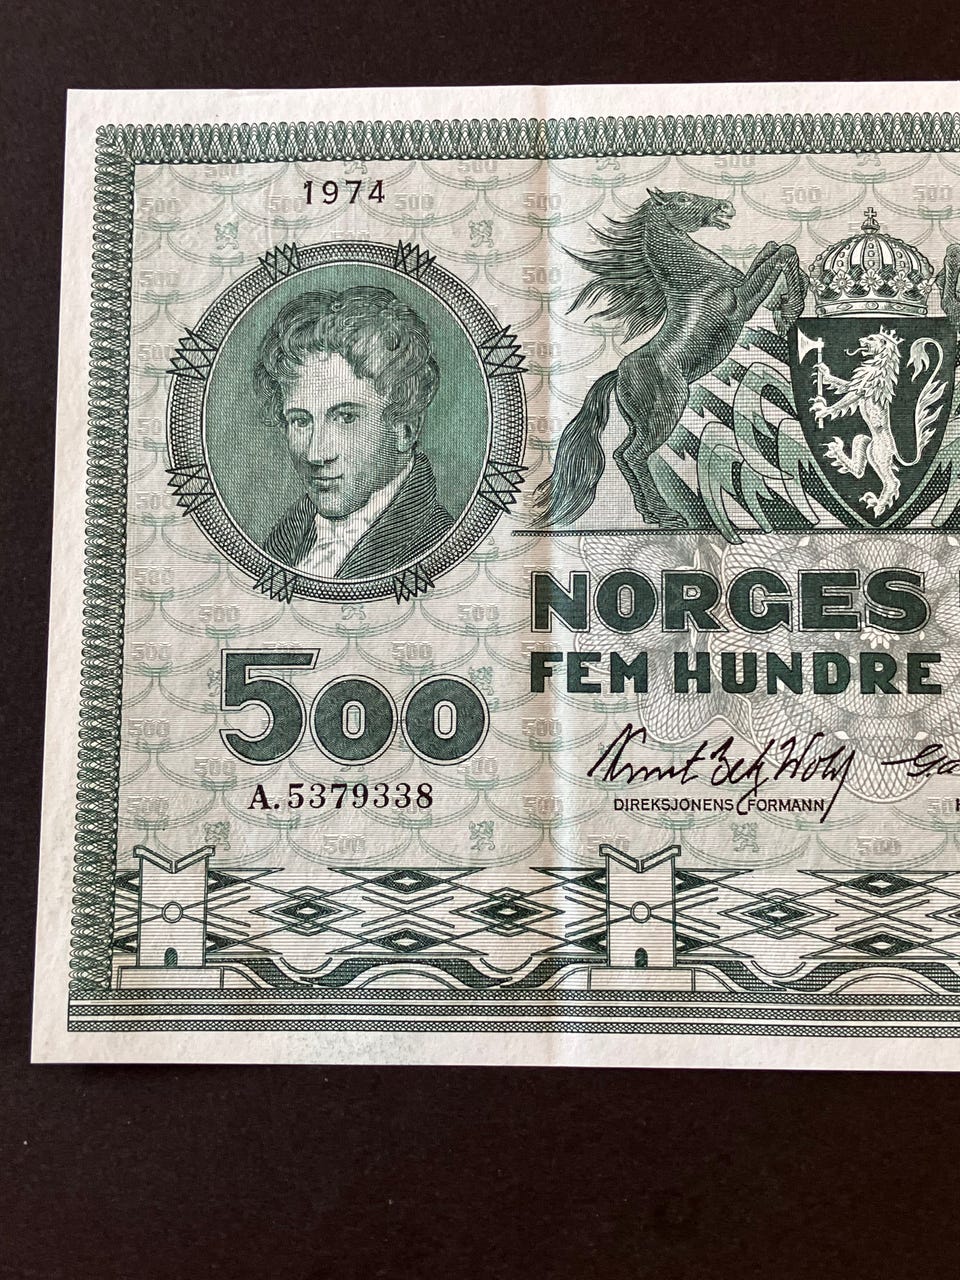 1974
NORGES
FEM HUNDRE
500
A.5379338
DIREKSJONENS FORMANN